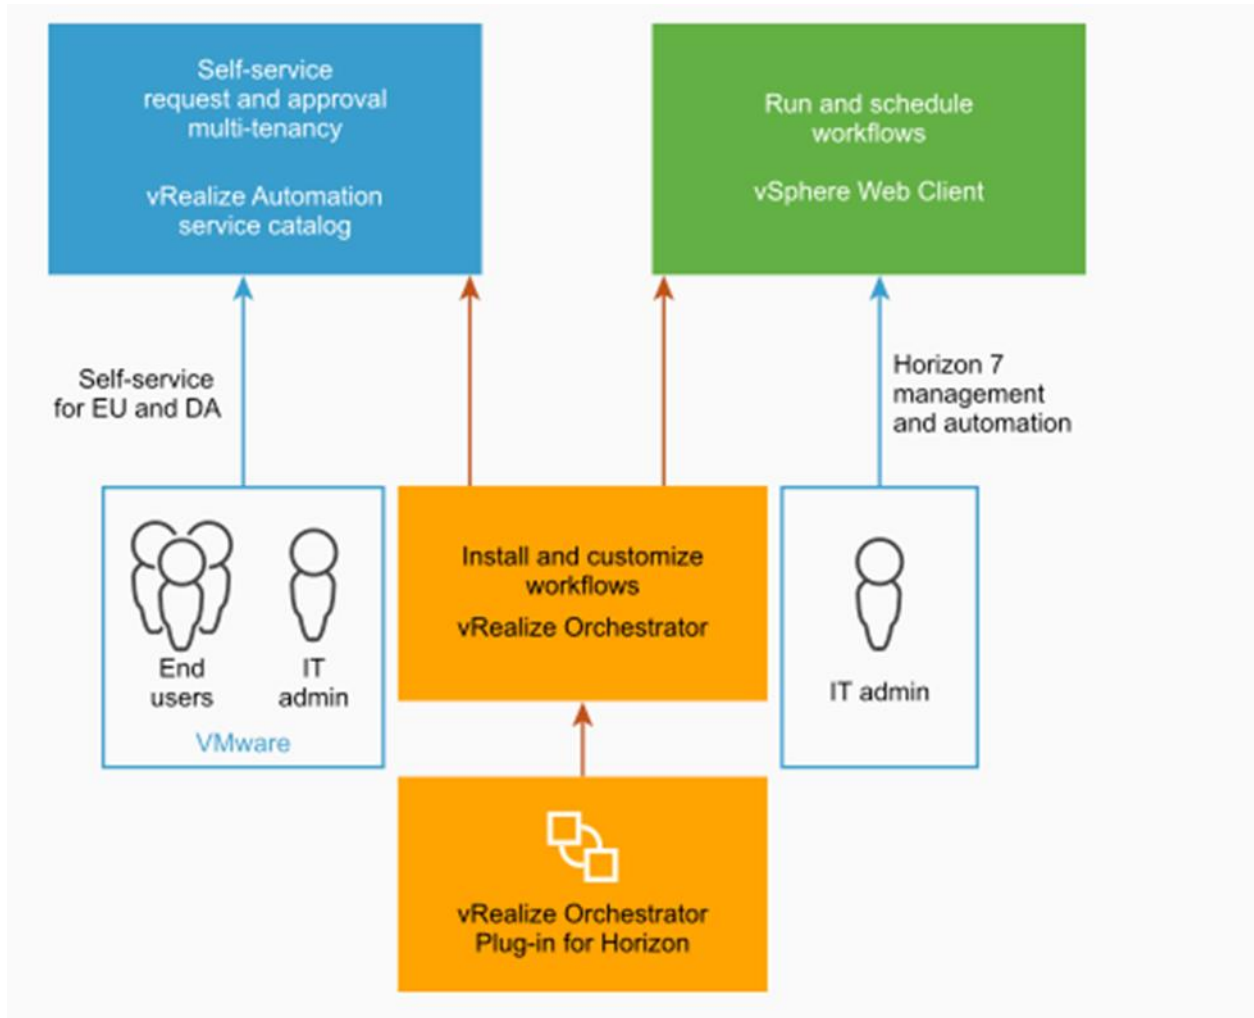 Self-service
request and approval
multi-tenancy
vRealize Automation
service catalog
Run and schedule
workflows
vSphere Web Client
Self-service
for EU and DA
Horizon 7
management
and automation
End
users
IT
admin
VMware
Install and customize
workflows
vRealize Orchestrator
IT admin
vRealize Orchestrator
Plug-in for Horizon